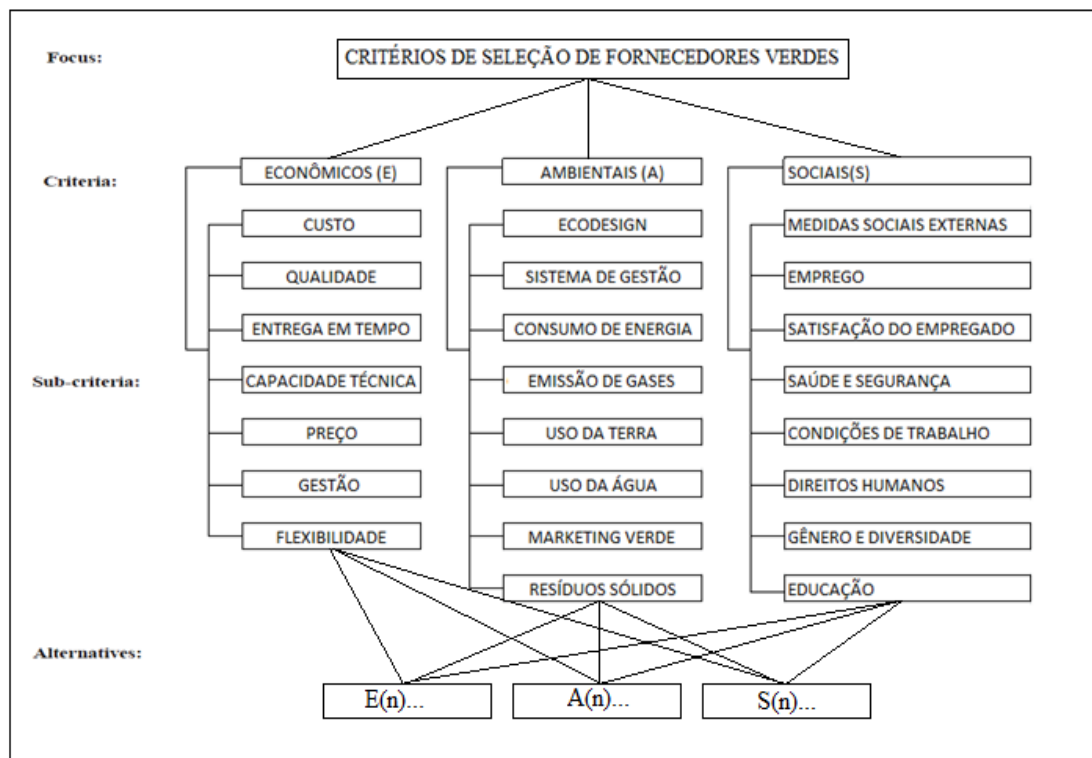 Focus:
CRITÉRIOS DE SELEÇÃO DE FORNECEDORES VERDES
Criteria:
ECONÔMICOS (E)
AMBIENTAIS (A)
SOCIAIS(S)
Sub-criteria:
CUSTO
QUALIDADE
ENTREGA EM TEMPO
CAPACIDADE TÉCNICA
PREÇO
GESTÃO
FLEXIBILIDADE
ECODESIGN
SISTEMA DE GESTÃO
CONSUMO DE ENERGIA
EMISSÃO DE GASES
USO DA TERRA
USO DA ÁGUA
MARKETING VERDE
RESÍDUOS SÓLIDOS
MEDIDAS SOCIAIS EXTERNAS
EMPREGO
SATISFAÇÃO DO EMPREGADO
SAÚDE E SEGURANÇA
CONDIÇÕES DE TRABALHO
DIREITOS HUMANOS
GÊNERO E DIVERSIDADE
EDUCAÇÃO
Alternatives:
E(n)...
A(n)...
S(n)...